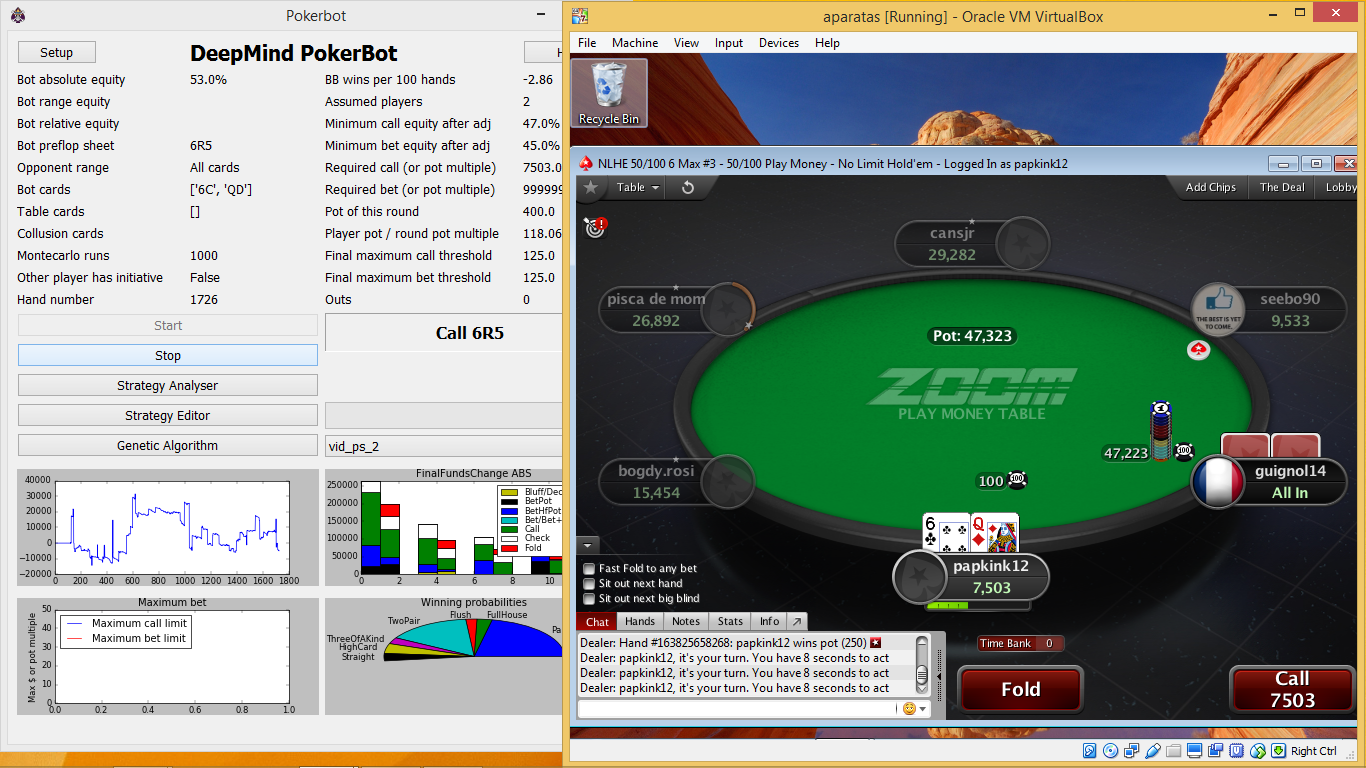 Pokerbot
Setup
DeepMind PokerBot
H
Bot absolute equity 53.0%
Bot range equity
Bot relative equity
Bot preflop sheet 6R5
Opponent range All cards
Bot cards ['6C', 'QD']
Table cards []
Collusion cards
Montecarlo runs 1000
Other player has initiative False
Hand number 1726
BB wins per 100 hands -2.86
Assumed players 2
Minimum call equity after adj 47.0%
Minimum bet equity after adj 45.0%
Required call (or pot multiple) 7503.0
Required bet (or pot multiple) 999999
Pot of this round 400.0
Player pot / round pot multiple 118.06
Final maximum call threshold 125.0
Final maximum bet threshold 125.0
Outs 0
Start
Stop
Strategy Analyser
Strategy Editor
Genetic Algorithm
Call 6R5
vid_ps_2
40000
30000
20000
10000
0
−10000
−20000
0 200 400 600 800 1000 1200 1400 1600 1800
FinalFundsChange ABS
250000
200000
150000
100000
50000
0
0 2 4 6 8 10
Bluff/Dec
BetPot
BetHfPot
Bet/Bet+
Call
Check
Fold
Maximum bet
Maximum call limit
Maximum bet limit
Max $ or pot multiple
50
40
30
20
10
0
0.0 0.2 0.4 0.6 0.8 1.0
Winning probabilities
Flush
FullHouse
TwoPair
Pa
ThreeOfAKind
HighCard
Straight
aparatas [Running] - Oracle VM VirtualBox
File Machine View Input Devices Help
Recycle Bin
NLHE 50/100 6 Max #3 - 50/100 Play Money - No Limit Hold'em - Logged In as papkink12
Table
Add Chips The Deal Lobby
cansjr
29,282
pisca de mom
26,892
THE BEST IS YET
TO COME.
seebo90
9,533
Pot: 47,323
ZOOM
PLAY MONEY TABLE
47,223
100
100
100
bogdy.rosi
15,454
guignol14
All In
6 Q
papkink12
7,503
Fast Fold to any bet
Sit out next hand
Sit out next big blind
Chat Hands Notes Stats Info
Dealer: Hand #163825658268: papkink12 wins pot (250)
Dealer: papkink12, it's your turn. You have 8 seconds to act
Dealer: papkink12, it's your turn. You have 8 seconds to act
Dealer: papkink12, it's your turn. You have 8 seconds to act
Time Bank 0
Fold
Call
7503
Right Ctrl